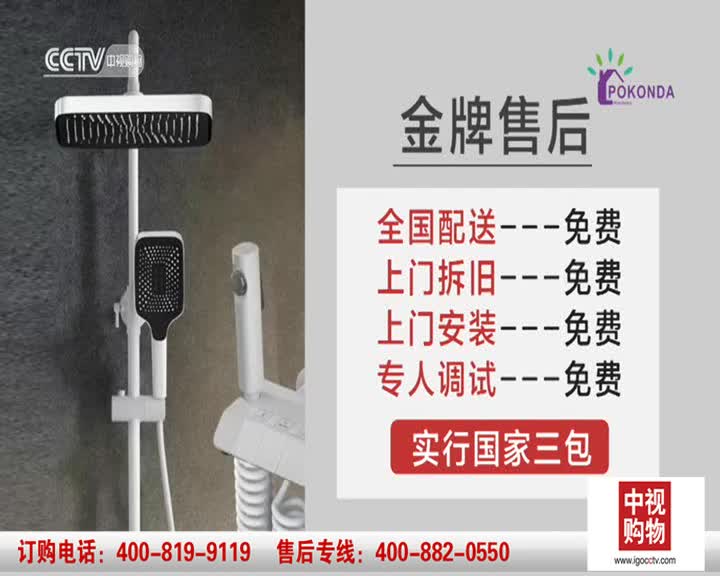 CCTV 中视购物
POKONDA
金牌售后
全国配送---免费
上门拆旧---免费
上门安装---免费
专人调试---免费
实行国家三包
中视
购物
www.igocctv.com
订购电话：400-819-9119 售后专线：400-882-0550